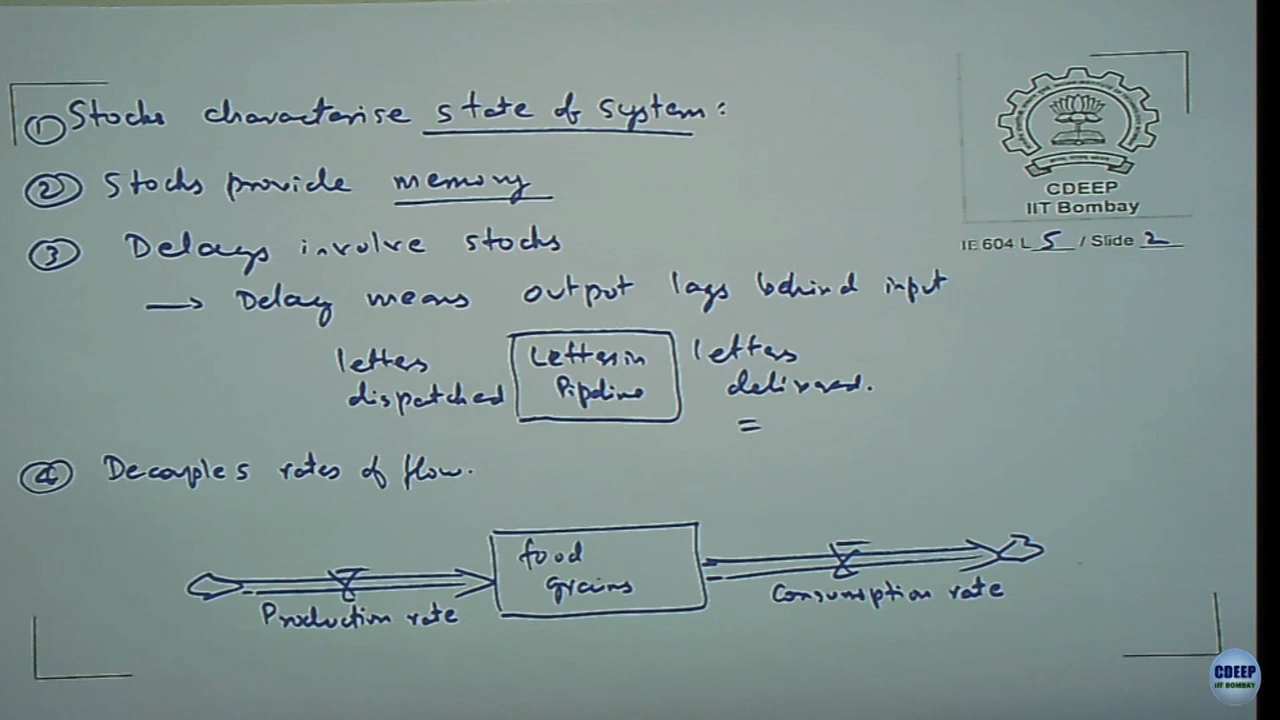 ① Stocks characterise state of system:
② Stocks provide memory
③ Delays involve stocks
→ Delay means output lags behind input
letters dispatched
Letters in Pipeline
letters delivered.
④ Decouples rates of flow.
food grains
Production rate
Consumption rate
CDEEP
IIT Bombay
IE 604 L 5 / Slide 2
CDEEP
IIT BOMBAY